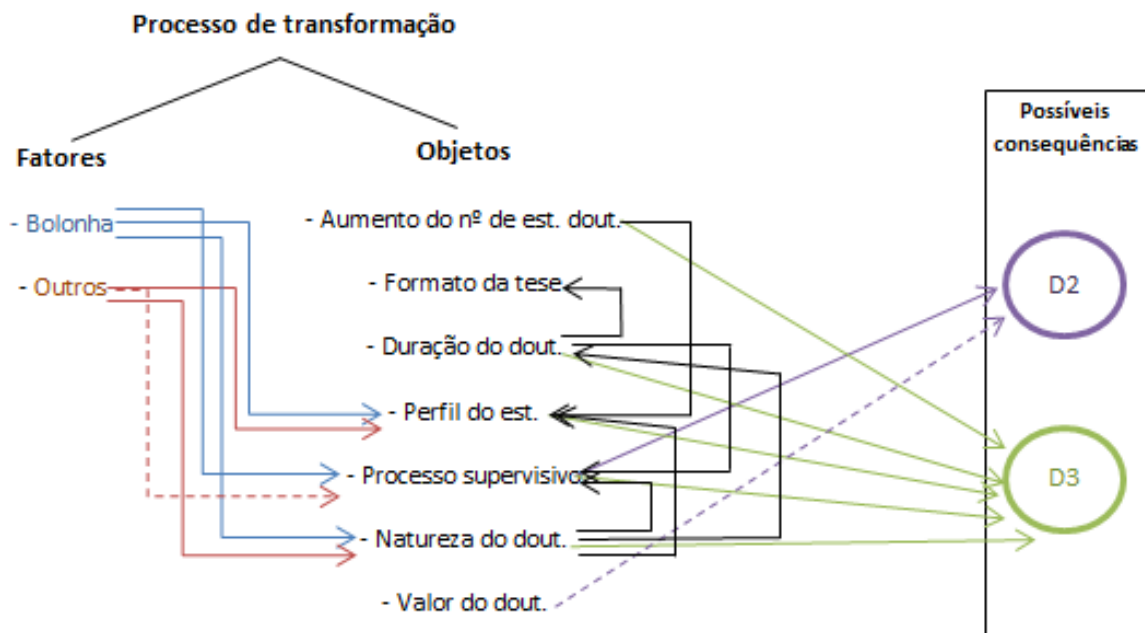 Processo de transformação
Fatores
Objetos
Possíveis
consequências
- Bolonha
- Outros
- Aumento do nº de est. dout.
- Formato da tese
- Duração do dout.
- Perfil do est.
- Processo supervisivo
- Natureza do dout.
- Valor do dout.
D2
D3